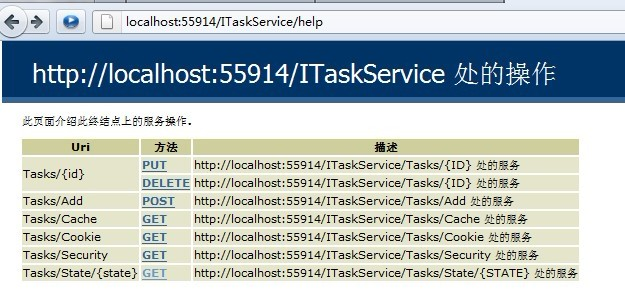 localhost:55914/ITaskService/help
http://localhost:55914/ITaskService 处的操作
此页面介绍此终结点上的服务操作。
Uri 方法 描述
Tasks/{id} PUT http://localhost:55914/ITaskService/Tasks/{ID} 处的服务
DELETE http://localhost:55914/ITaskService/Tasks/{ID} 处的服务
Tasks/Add POST http://localhost:55914/ITaskService/Tasks/Add 处的服务
Tasks/Cache GET http://localhost:55914/ITaskService/Tasks/Cache 处的服务
Tasks/Cookie GET http://localhost:55914/ITaskService/Tasks/Cookie 处的服务
Tasks/Security GET http://localhost:55914/ITaskService/Tasks/Security 处的服务
Tasks/State/{state} GET http://localhost:55914/ITaskService/Tasks/State/{STATE} 处的服务